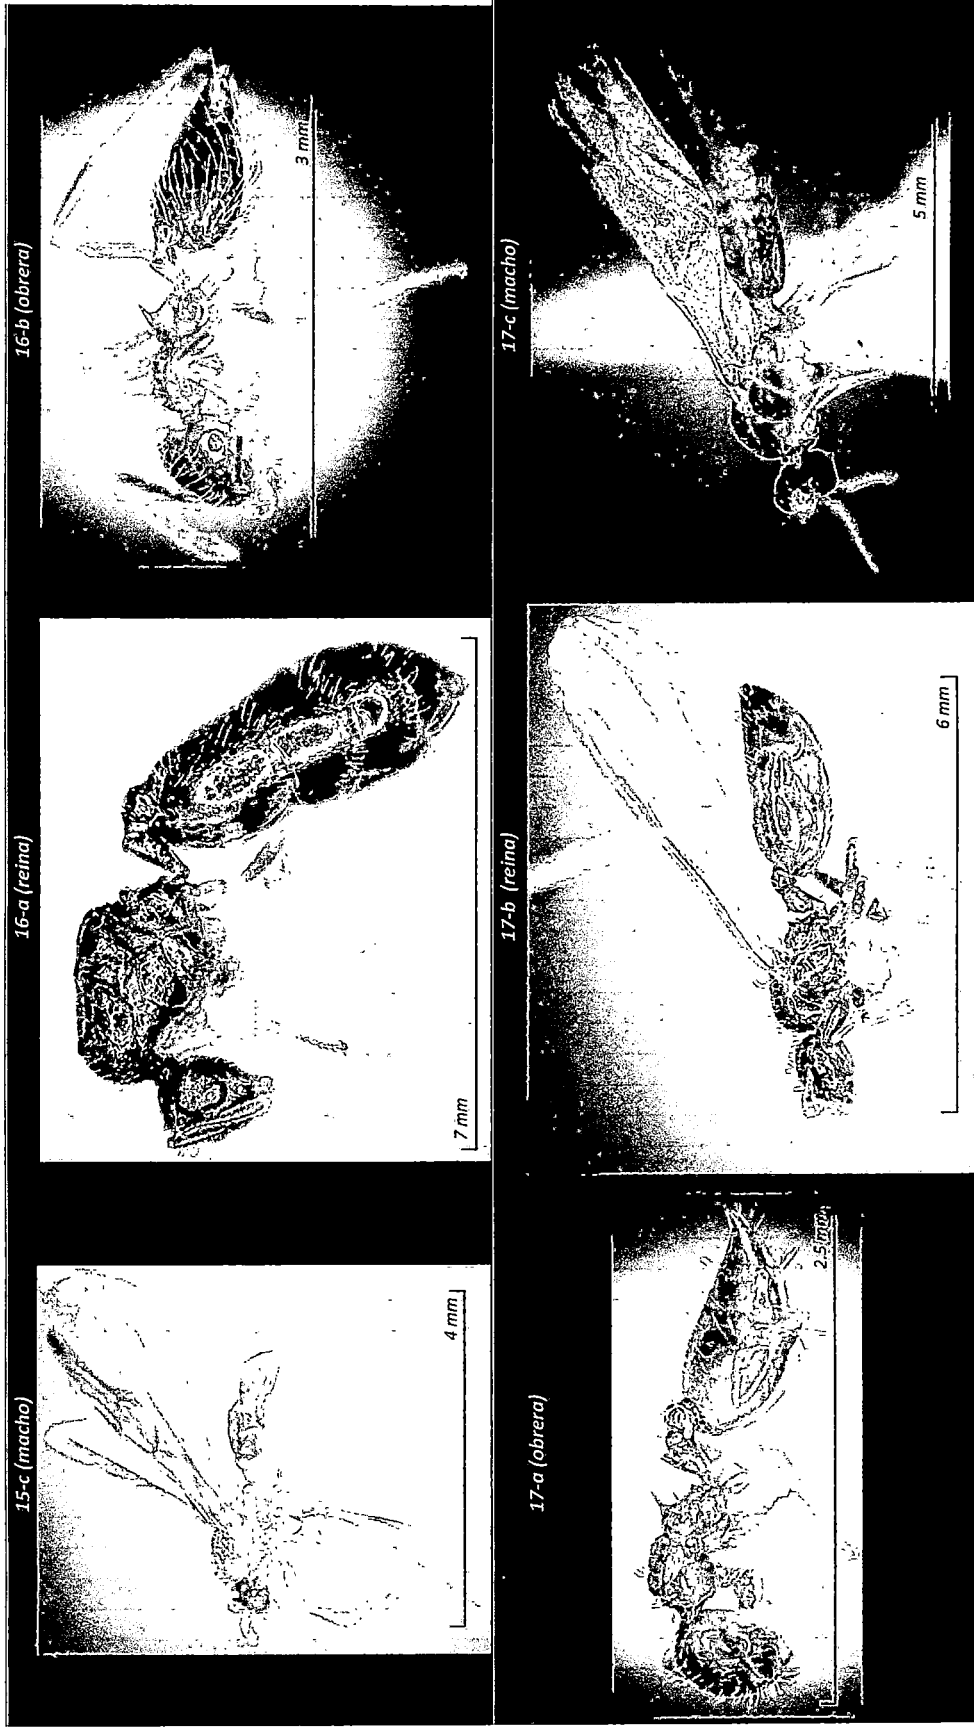 15-c (macho)
4 mm
16-a (reina)
7 mm
16-b (obrera)
3 mm
17-a (obrera)
2.5 mm
17-b (reina)
6 mm
17-c (macho)
5 mm